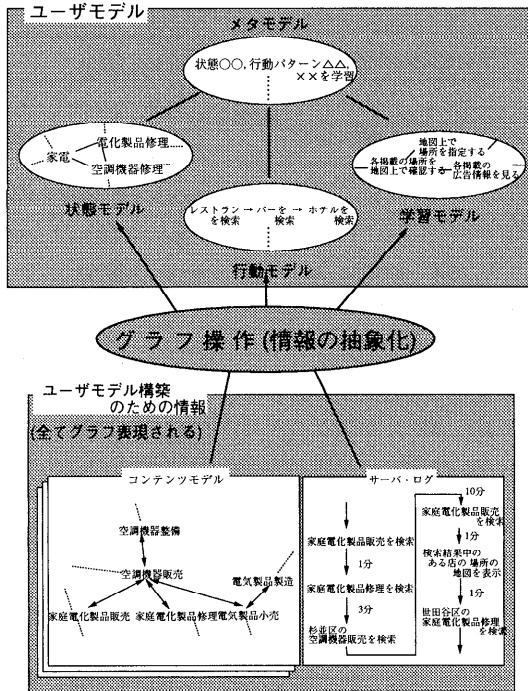 ユーザモデル
メタモデル
状態○○,行動パターン△△,
××を学習
電化製品修理.....
家電
空調機器修理
状態モデル
レストラン → バーを → ホテルを
を検索 検索 検索
行動モデル
地図上で
場所を指定する
各掲載の場所を
地図上で確認する
各掲載の
広告情報を見る
学習モデル
グラフ操作(情報の抽象化)
ユーザモデル構築
のための情報
(全てグラフ表現される)
コンテンツモデル
空調機器整備
空調機器販売
電気製品製造
家庭電化製品販売
家庭電化製品修理
電気製品小売
サーバ・ログ
家庭電化製品販売を検索
1分
家庭電化製品修理を検索
3分
杉並区の
空調機器販売を検索
10分
家庭電化製品販売
を検索
1分
検索結果中の
ある店の場所の
地図を表示
1分
世田谷区の
家庭電化製品修理
を検索